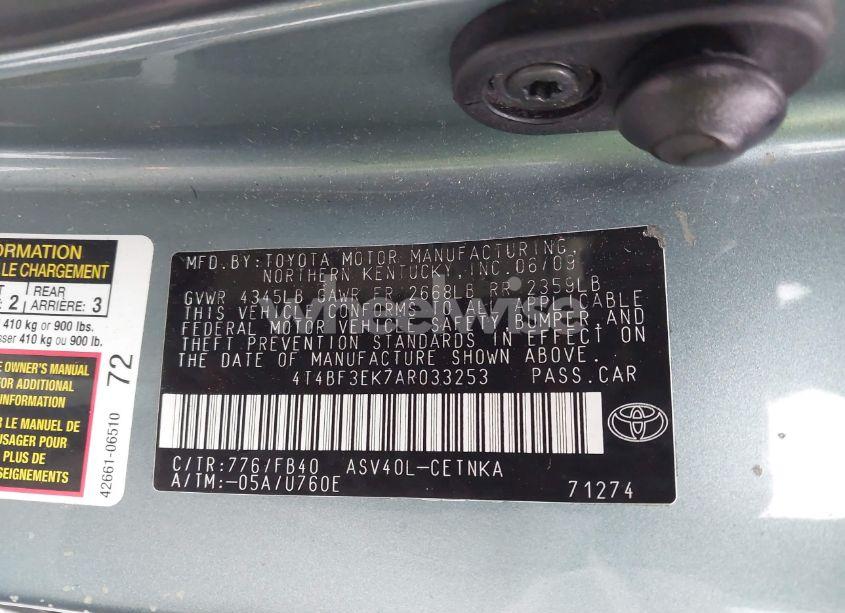 ORMATION
LE CHARGEMENT
2 REAR ARRIÈRE: 3
410 kg or 900 lbs.
sser 410 kg ou 900 lb.
OWNER'S MANUAL
FOR ADDITIONAL
INFORMATION
LE MANUEL DE
USAGER POUR
PLUS
42661-06510 72
MFD.BY:TOYOTA MOTOR MANUFACTURING,
NORTHERN KENTUCKY, INC. 06/09
GVWR 4345LB GAWR FR 2668LB RR 2359LB
THIS VEHICLE CONFORMS TO ALL APPLICABLE
FEDERAL MOTOR VEHICLE SAFETY BUMPER, AND
THEFT PREVENTION STANDARDS IN EFFECT ON
THE DATE OF MANUFACTURE SHOWN ABOVE.
4T4BF3EK7AR033253 PASS.CAR
C/TR:776/FB40 ASV40L-CETNKA
A/TM:-05A/U760E 71274
wheelwise